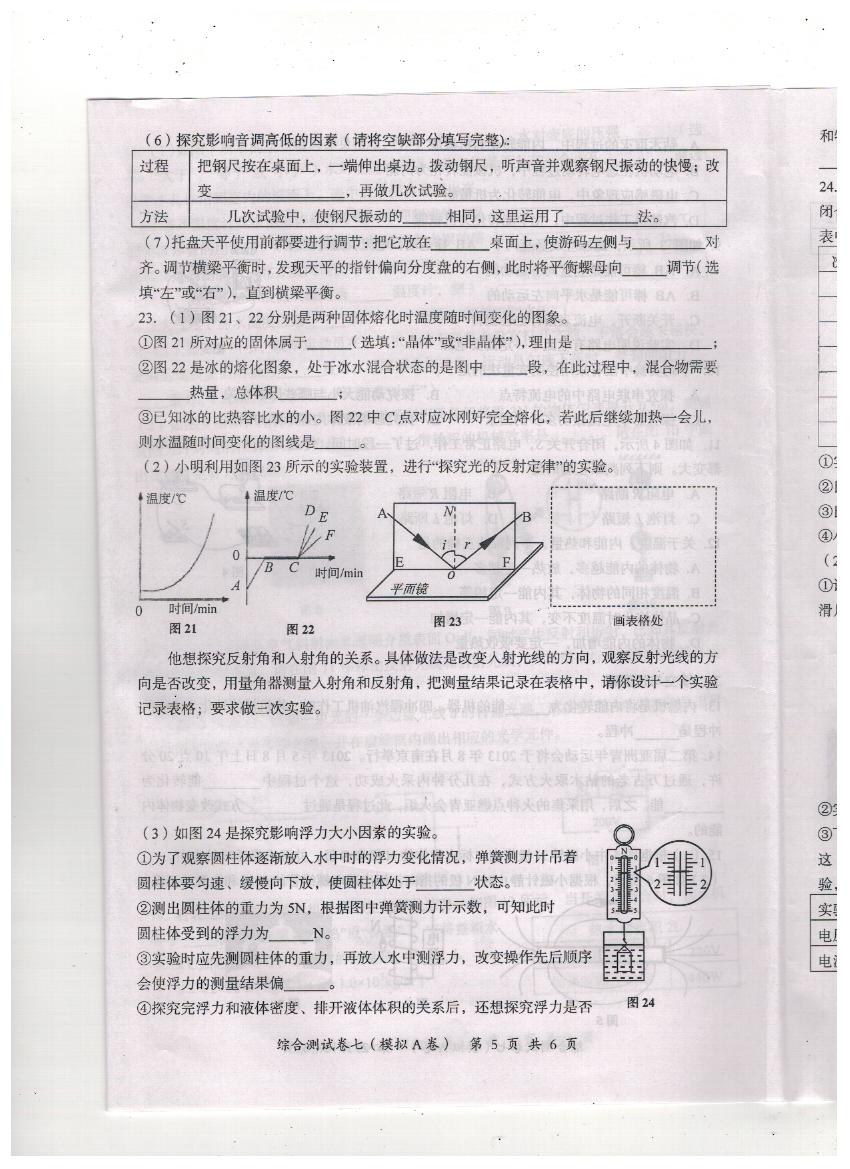 (6) 探究影响音调高低的因素(请将空缺部分填写完整):
过程 把钢尺按在桌面上,一端伸出桌边。拨动钢尺,听声音并观察钢尺振动的快慢;改
变________,再做几次试验。
方法 几次试验中,使钢尺振动的____相同,这里运用了______法。
(7)托盘天平使用前都要进行调节:把它放在______桌面上,使游码左侧与______对
齐。调节横梁平衡时,发现天平的指针偏向分度盘的右侧,此时将平衡螺母向____调节(选
填“左”或“右”),直到横梁平衡。
23. (1)图21、22分别是两种固体熔化时温度随时间变化的图象。
①图21所对应的固体属于____(选填:“晶体”或“非晶体”),理由是____________;
②图22是冰的熔化图象,处于冰水混合状态的是图中____段,在此过程中,混合物需要
____热量,总体积______;
③已知冰的比热容比水的小。图22中C点对应冰刚好完全熔化,若此后继续加热一会儿,
则水温随时间变化的图线是____。
(2)小明利用如图23所示的实验装置,进行“探究光的反射定律”的实验。
温度/℃
0
时间/min
图21
温度/℃
D
E
F
0
B
C
A
时间/min
图22
A
N
B
i
r
E
F
O
平面镜
图23
画表格处
他想探究反射角和入射角的关系。具体做法是改变入射光线的方向,观察反射光线的方
向是否改变,用量角器测量入射角和反射角,把测量结果记录在表格中,请你设计一个实验
记录表格;要求做三次实验。
(3)如图24是探究影响浮力大小因素的实验。
①为了观察圆柱体逐渐放入水中时的浮力变化情况,弹簧测力计吊着
圆柱体要匀速、缓慢向下放,使圆柱体处于______状态。
②测出圆柱体的重力为5N,根据图中弹簧测力计示数,可知此时
圆柱体受到的浮力为____N。
③实验时应先测圆柱体的重力,再放入水中测浮力,改变操作先后顺序
会使浮力的测量结果偏____。
④探究完浮力和液体密度、排开液体体积的关系后,还想探究浮力是否
N
0 0
1 1
2 2
3 3
4 4
5 5
1 1
2 2
图24
综合测试卷七(模拟A卷) 第 5 页 共 6 页
24.
闭
表
①
②
③
④
①
滑
②
③
这
验,
实
电
电